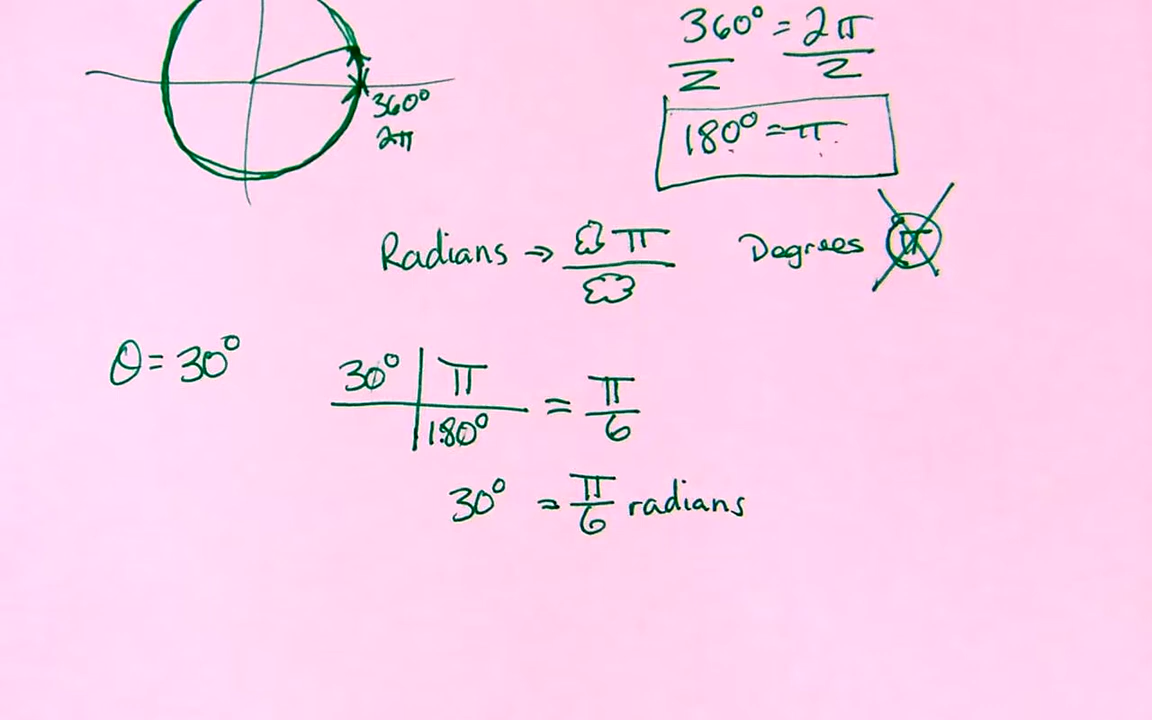 360° = 2π
2 2
360°
2π
180° = π
Radians → π
Degrees π
θ = 30°
30° | π = π
180° 6
30° = π/6 radians